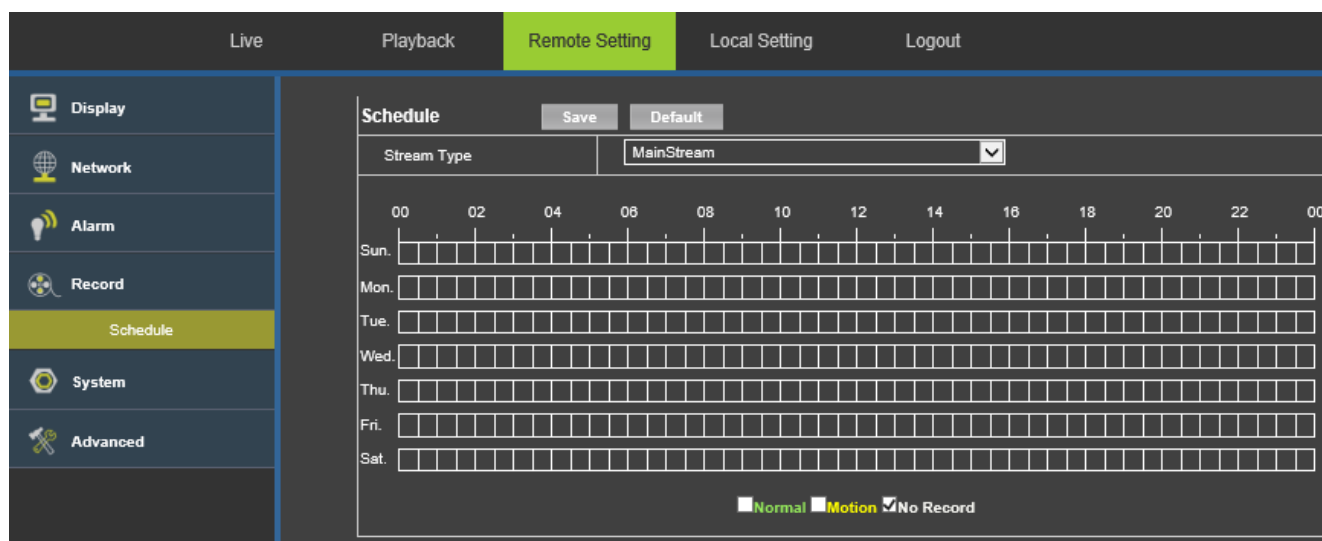 Live Playback Remote Setting Local Setting Logout
Display
Network
Alarm
Record
Schedule
System
Advanced
Schedule Save Default
Stream Type MainStream
00 02 04 06 08 10 12 14 16 18 20 22 00
Sun.
Mon.
Tue.
Wed.
Thu.
Fri.
Sat.
Normal Motion No Record